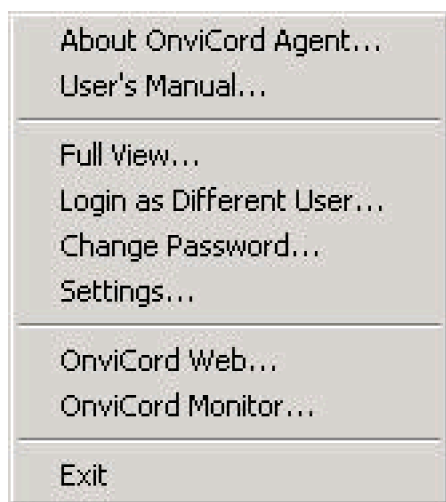 About OnviCord Agent...
User's Manual...
Full View...
Login as Different User...
Change Password...
Settings...
OnviCord Web...
OnviCord Monitor...
Exit